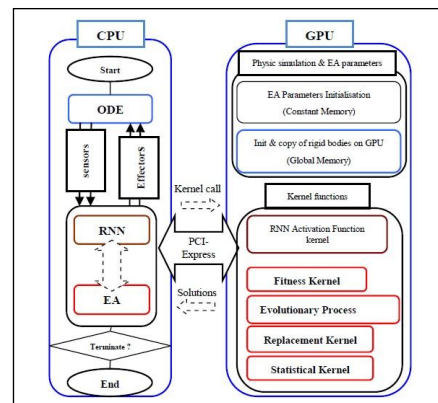 CPU
Start
ODE
sensors
Effectors
RNN
EA
Terminate ?
End
Kernel call
PCI-
Express
Solutions
GPU
Physic simulation & EA parameters
EA Parameters Initialisation
(Constant Memory)
Init & copy of rigid bodies on GPU
(Global Memory)
Kernel functions
RNN Activation Function
kernel
Fitness Kernel
Evolutionary Process
Replacement Kernel
Statistical Kernel